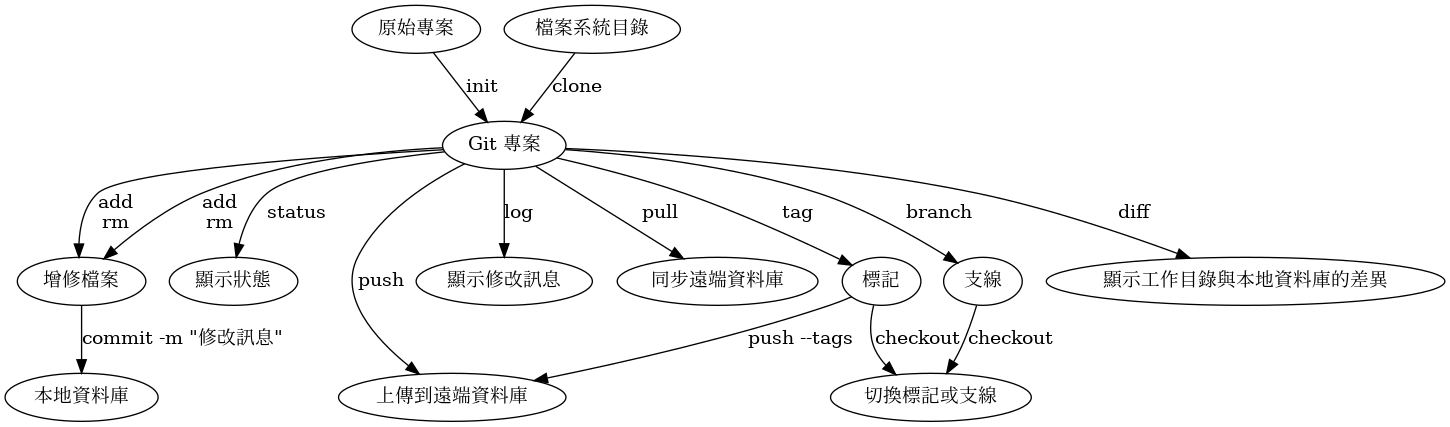 原始專案
檔案系統目錄
init
clone
Git 專案
add
rm
add
rm
status
push
log
pull
tag
branch
diff
增修檔案
顯示狀態
顯示修改訊息
同步遠端資料庫
標記
支線
顯示工作目錄與本地資料庫的差異
commit -m "修改訊息"
push --tags
checkout
checkout
本地資料庫
上傳到遠端資料庫
切換標記或支線